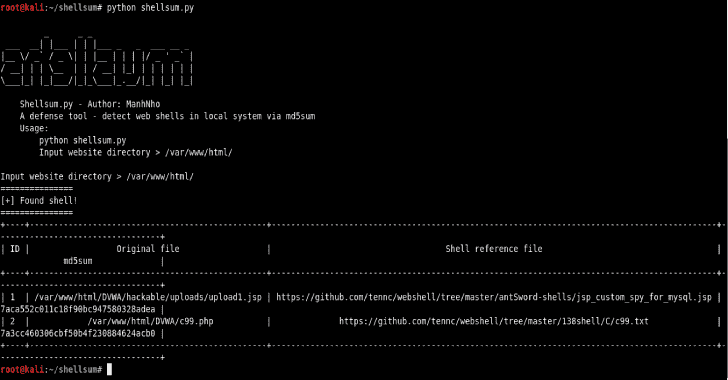 root@kali:~/shellsum# python shellsum.py
shellsum
Shellsum.py - Author: ManhNho
A defense tool - detect web shells in local system via md5sum
Usage:
python shellsum.py
Input website directory > /var/www/html/
Input website directory > /var/www/html/
===============
[+] Found shell!
===============
+----+------------------------------------------------+-------------------------------------------------------------------------------------------+-
---------------------------------+
| ID | Original file | Shell reference file |
md5sum |
+----+------------------------------------------------+-------------------------------------------------------------------------------------------+-
---------------------------------+
| 1 | /var/www/html/DVWA/hackable/uploads/upload1.jsp | https://github.com/tennc/webshell/tree/master/antSword-shells/jsp_custom_spy_for_mysql.jsp |
7aca552c011c18f90bc947580328adea |
| 2 | /var/www/html/DVWA/c99.php | https://github.com/tennc/webshell/tree/master/138shell/C/c99.txt |
7a3cc460306cbf50b4f230884624acb0 |
+----+------------------------------------------------+-------------------------------------------------------------------------------------------+-
---------------------------------+
root@kali:~/shellsum#